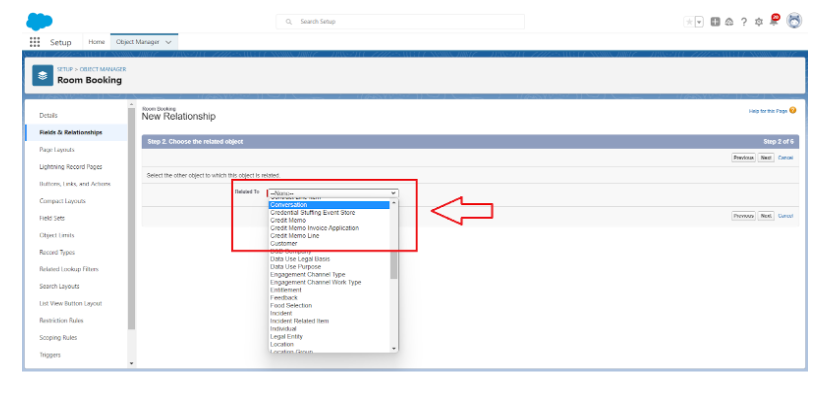 Search Setup
Setup
Home
Object Manager
SETUP > OBJECT MANAGER
Room Booking
Details
Fields & Relationships
Page Layouts
Lightning Record Pages
Buttons, Links, and Actions
Compact Layouts
Field Sets
Object Limits
Record Types
Related Lookup Filters
Search Layouts
List View Button Layout
Restriction Rules
Scoping Rules
Triggers
Room Booking
New Relationship
Help for this Page
Step 2. Choose the related object
Step 2 of 6
Previous Next Cancel
Select the other object to which this object is related.
Related To
--None--
Contract Line Item
Conversation
Credential Stuffing Event Store
Credit Memo
Credit Memo Invoice Application
Credit Memo Line
Customer
D&B Company
Data Use Legal Basis
Data Use Purpose
Engagement Channel Type
Engagement Channel Work Type
Entitlement
Feedback
Food Selection
Incident
Incident Related Item
Individual
Legal Entity
Location
Location Group
Previous Next Cancel